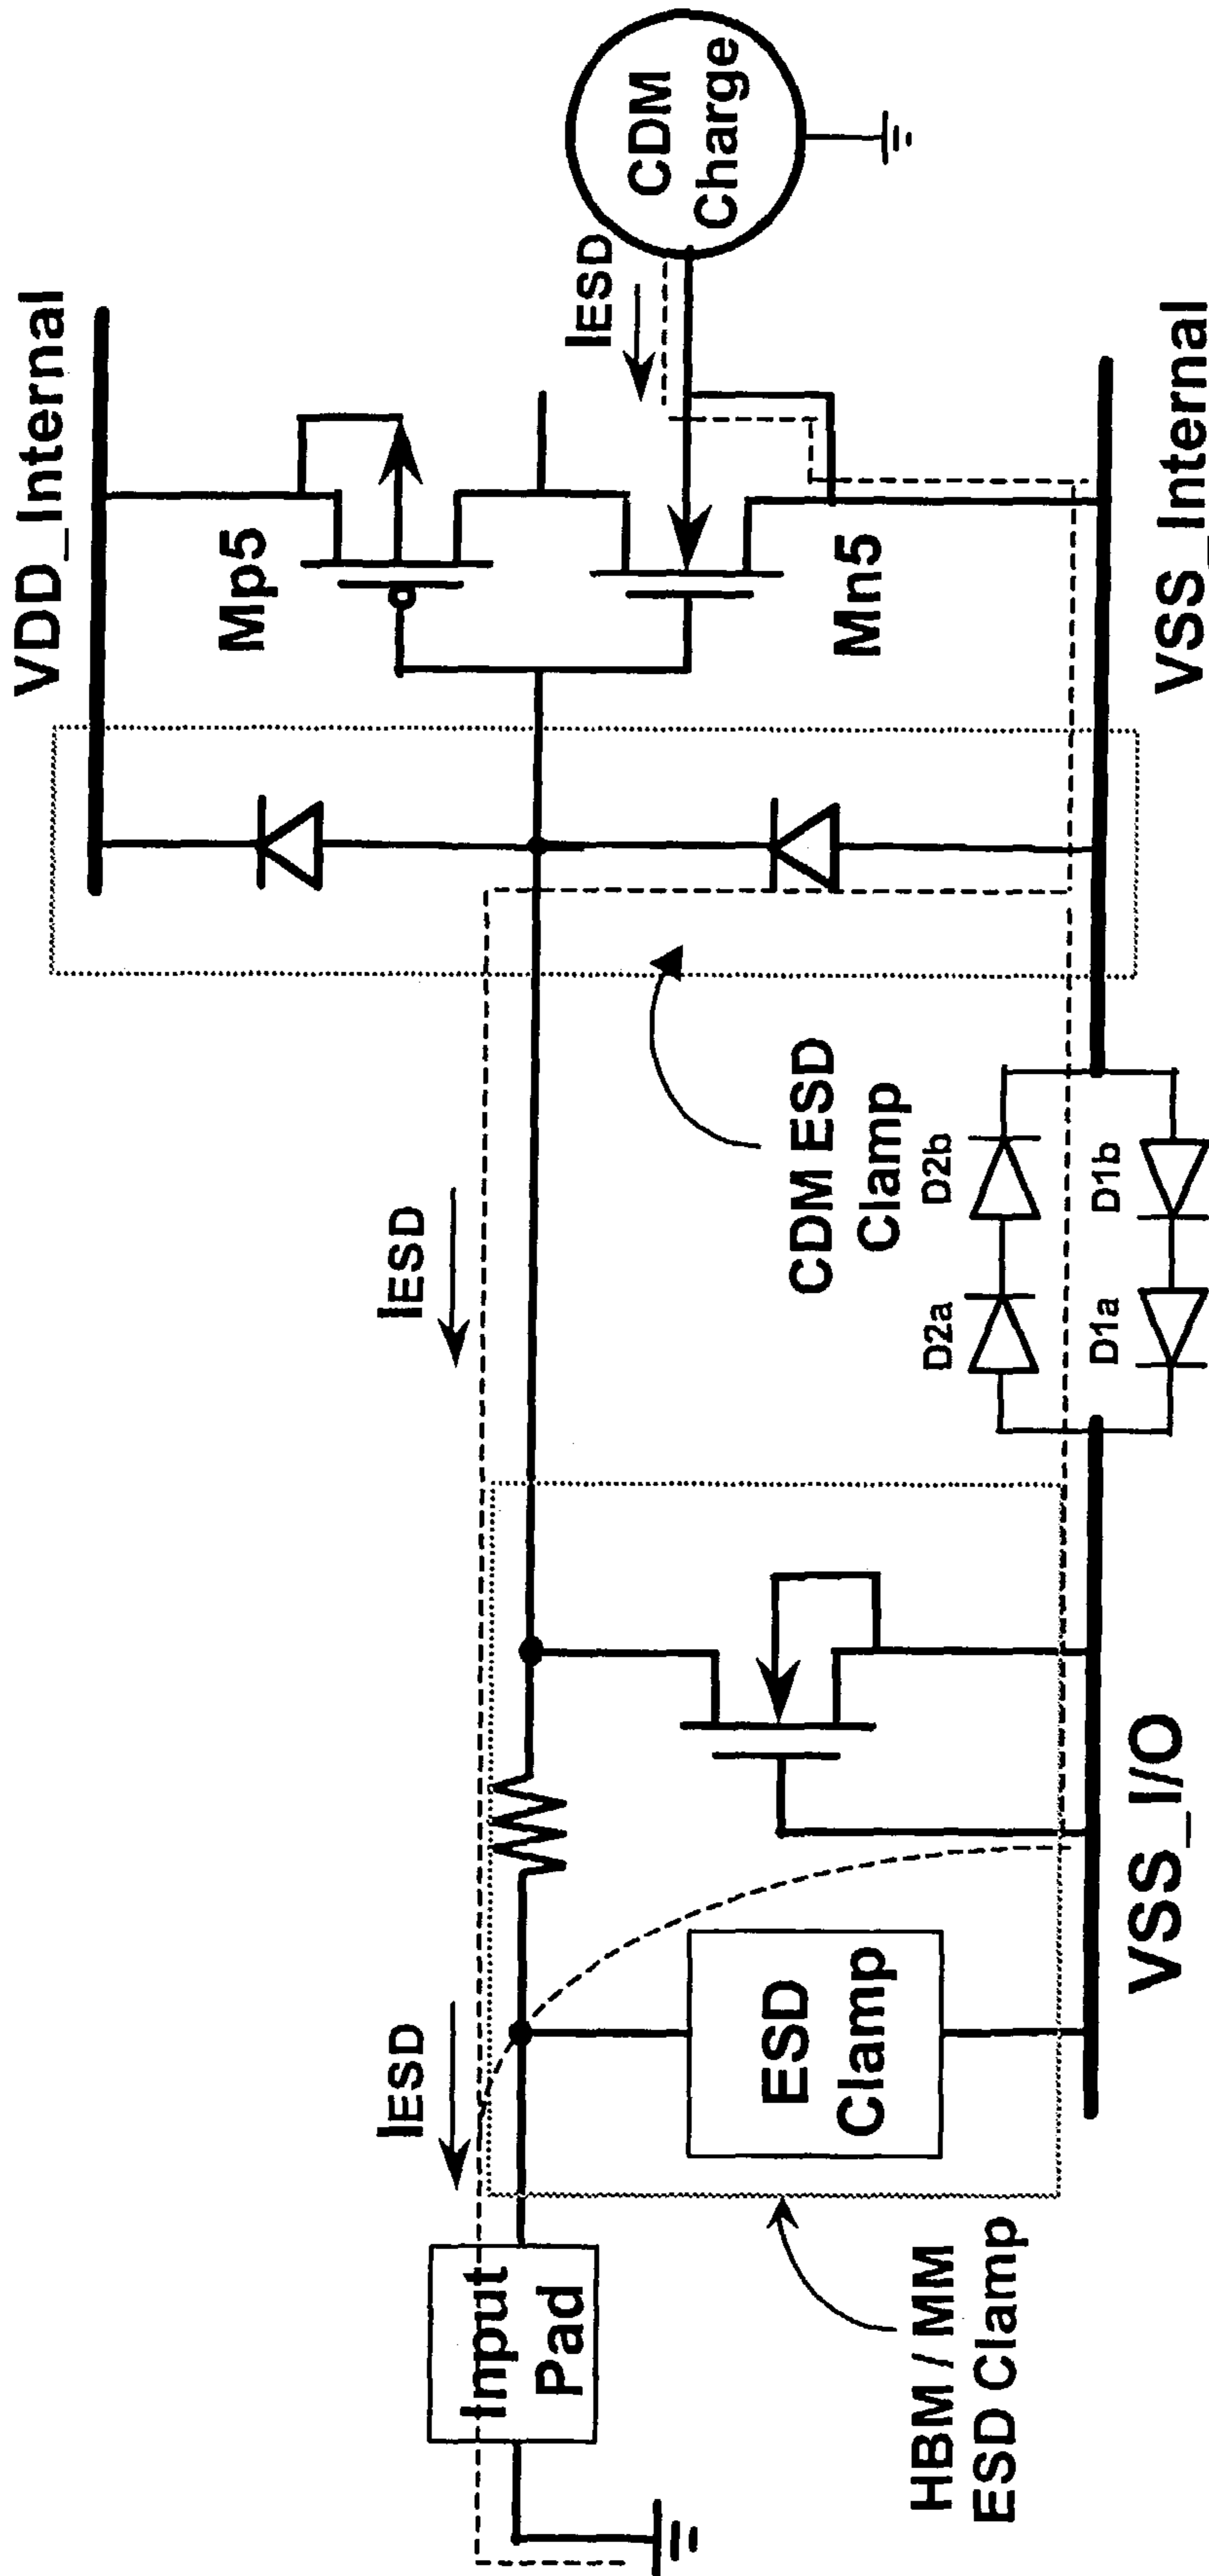 VDD_Internal
Mp5
IESD
CDM
Charge
Mn5
VSS_Internal
IESD
CDM ESD
Clamp
D2a
D2b
D1a
D1b
IESD
Input
Pad
ESD
Clamp
VSS_I/O
HBM / MM
ESD Clamp